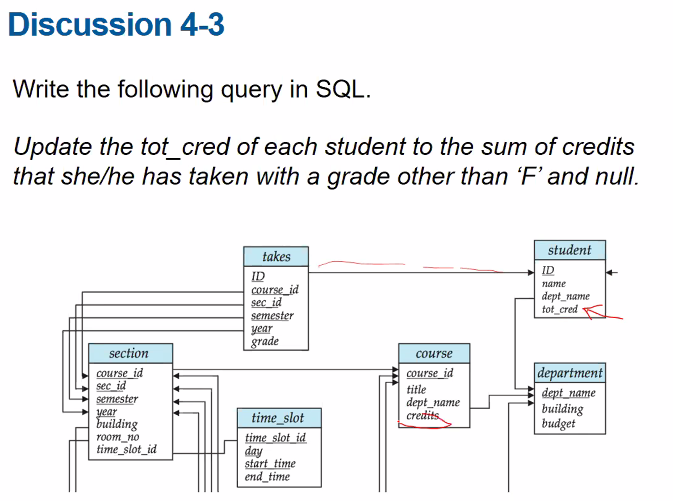 Discussion 4-3
Write the following query in SQL.
Update the tot_cred of each student to the sum of credits
that she/he has taken with a grade other than ‘F’ and null.
takes
ID
course_id
sec_id
semester
year
grade
student
ID
name
dept_name
tot_cred
section
course_id
sec_id
semester
year
building
room_no
time_slot_id
course
course_id
title
dept_name
credits
department
dept_name
building
budget
time_slot
time_slot_id
day
start_time
end_time